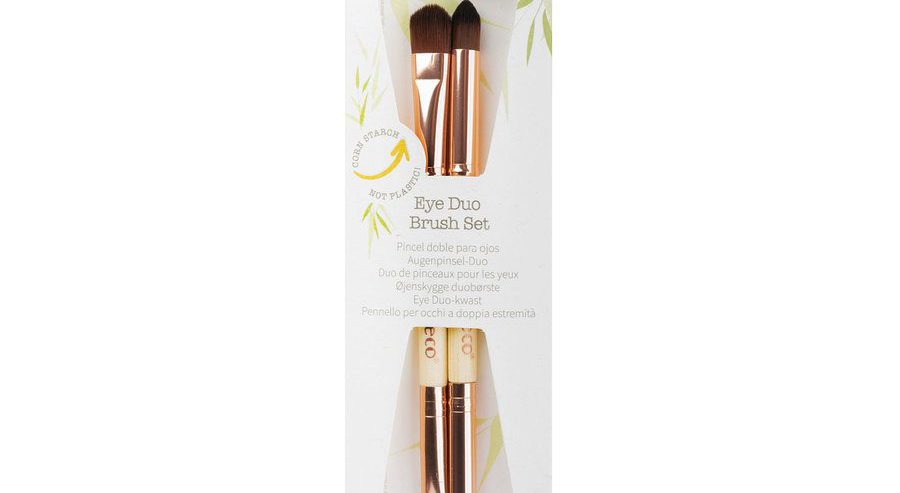 CORN STARCH
NOT PLASTIC!
Eye Duo
Brush Set
Pincel doble para ojos
Augenpinsel-Duo
Duo de pinceaux pour les yeux
Øjenskygge duobørste
Eye Duo-kwast
Pennello per occhi a doppia estremità
eco®
eco®